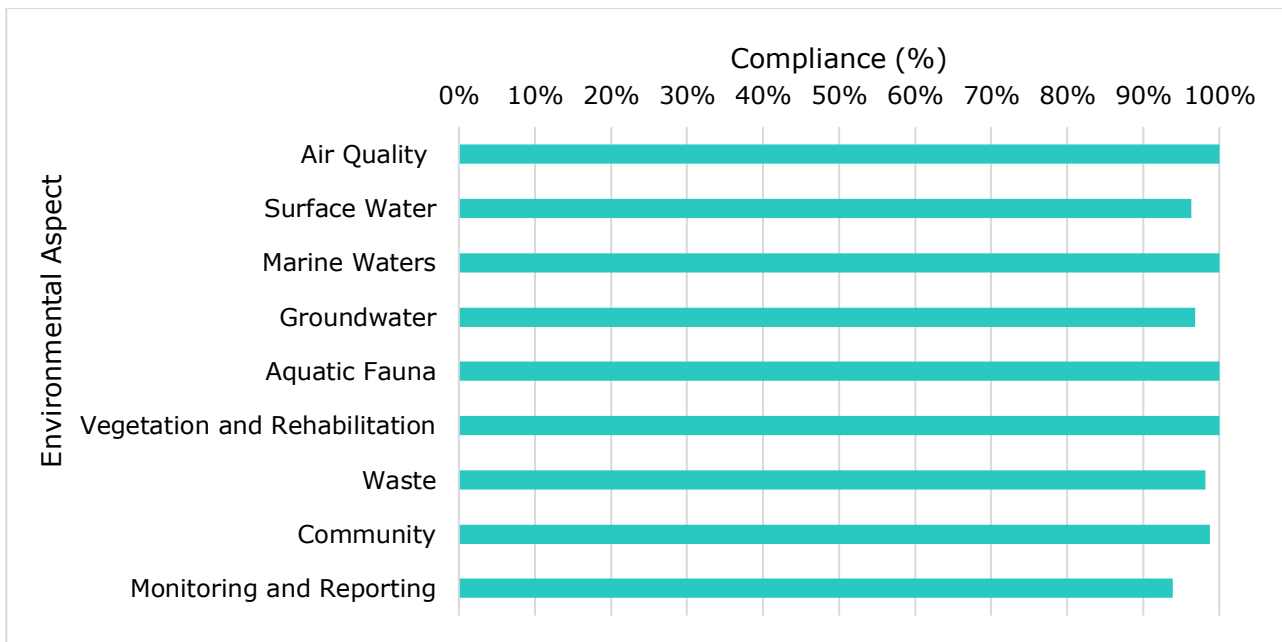 Compliance (%)
0% 10% 20% 30% 40% 50% 60% 70% 80% 90% 100%
Environmental Aspect
Air Quality
Surface Water
Marine Waters
Groundwater
Aquatic Fauna
Vegetation and Rehabilitation
Waste
Community
Monitoring and Reporting